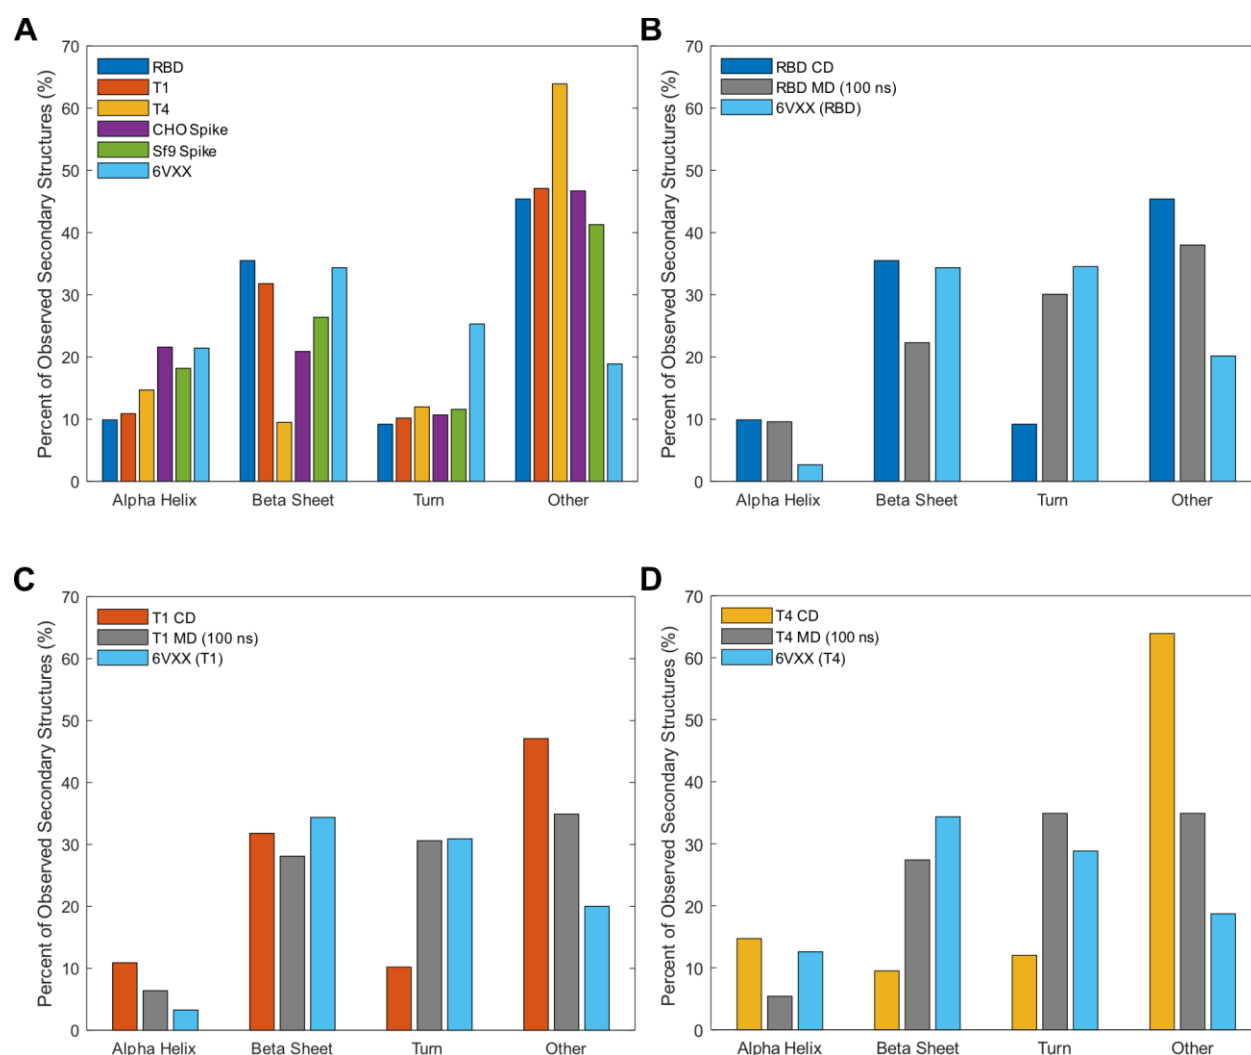 A
Percent of Observed Secondary Structures (%)
70
60
50
40
30
20
10
0
RBD
T1
T4
CHO Spike
Sf9 Spike
6VXX
Alpha Helix Beta Sheet Turn Other
B
Percent of Observed Secondary Structures (%)
70
60
50
40
30
20
10
0
RBD CD
RBD MD (100 ns)
6VXX (RBD)
Alpha Helix Beta Sheet Turn Other
C
Percent of Observed Secondary Structures (%)
70
60
50
40
30
20
10
0
T1 CD
T1 MD (100 ns)
6VXX (T1)
Alpha Helix Beta Sheet Turn Other
D
Percent of Observed Secondary Structures (%)
70
60
50
40
30
20
10
0
T4 CD
T4 MD (100 ns)
6VXX (T4)
Alpha Helix Beta Sheet Turn Other